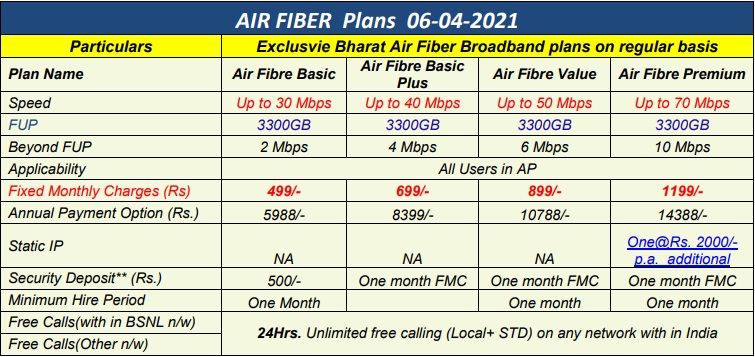 AIR FIBER Plans 06-04-2021
Particulars Exclusvie Bharat Air Fiber Broadband plans on regular basis
Plan Name Air Fibre Basic Air Fibre Basic Plus Air Fibre Value Air Fibre Premium
Speed Up to 30 Mbps Up to 40 Mbps Up to 50 Mbps Up to 70 Mbps
FUP 3300GB 3300GB 3300GB 3300GB
Beyond FUP 2 Mbps 4 Mbps 6 Mbps 10 Mbps
Applicability All Users in AP
Fixed Monthly Charges (Rs) 499/- 699/- 899/- 1199/-
Annual Payment Option (Rs.) 5988/- 8399/- 10788/- 14388/-
Static IP NA NA NA One@Rs. 2000/- p.a. additional
Security Deposit** (Rs.) 500/- One month FMC One month FMC One month FMC
Minimum Hire Period One Month One month One month
Free Calls(with in BSNL n/w) 24Hrs. Unlimited free calling (Local+ STD) on any network with in India
Free Calls(Other n/w)